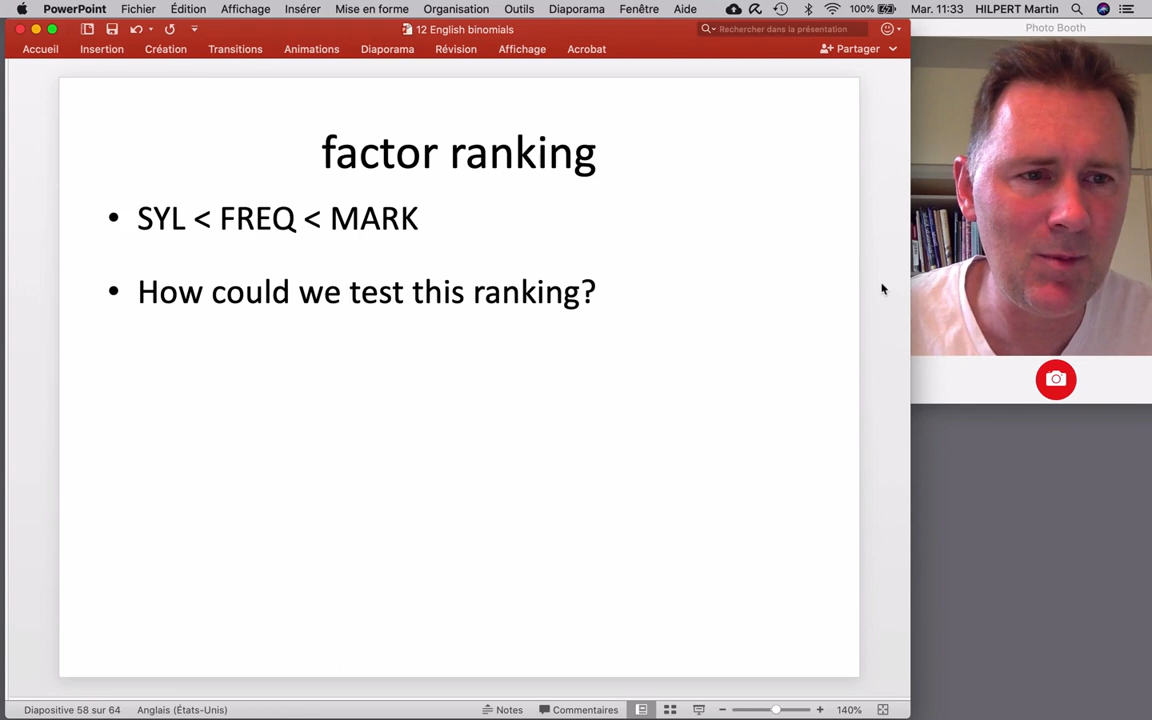 PowerPoint Fichier Édition Affichage Insérer Mise en forme Organisation Outils Diaporama Fenêtre Aide 100% Mar. 11:33 HILPERT Martin
12 English binomials
Rechercher dans la présentation
Photo Booth
Accueil Insertion Création Transitions Animations Diaporama Révision Affichage Acrobat Partager
factor ranking
• SYL < FREQ < MARK
• How could we test this ranking?
Diapositive 58 sur 64 Anglais (États-Unis) Notes Commentaires 140%